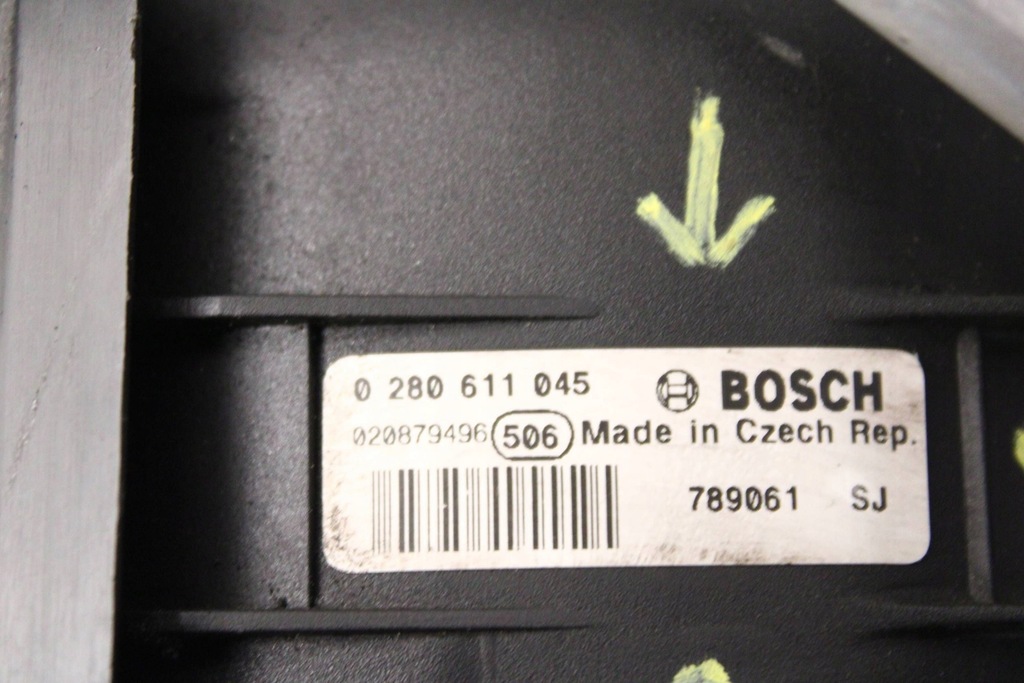 0 280 611 045 BOSCH
020879496 506 Made in Czech Rep.
789061 SJ